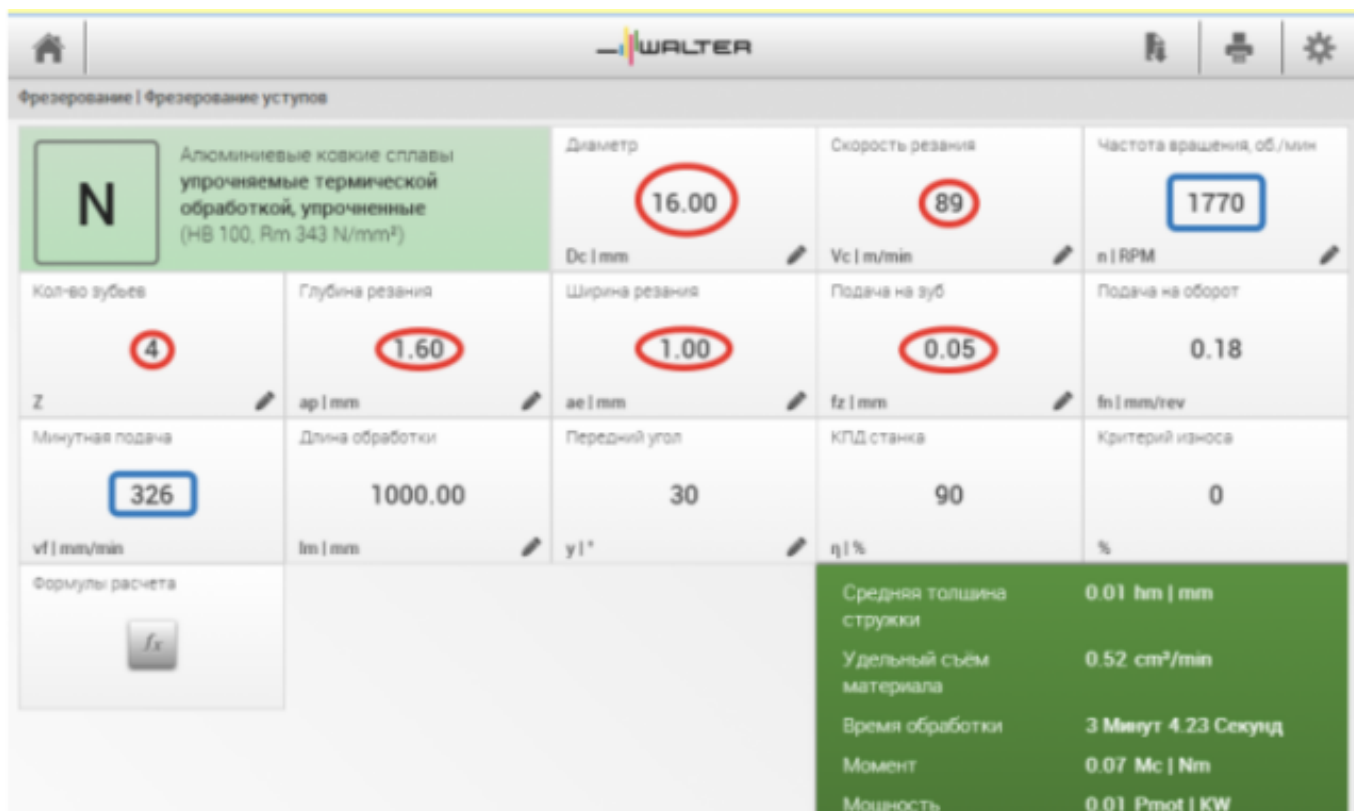 WALTER
Фрезерование | Фрезерование уступов
N
Алюминиевые ковкие сплавы
упрочняемые термической
обработкой, упрочненные
(HB 100, Rm 343 N/mm²)
Диаметр
16.00
Dc | mm
Скорость резания
89
Vc | m/min
Частота вращения, об./мин
1770
n | RPM
Кол-во зубьев
4
Z
Глубина резания
1.60
ap | mm
Ширина резания
1.00
ae | mm
Подача на зуб
0.05
fz | mm
Подача на оборот
0.18
fn | mm/rev
Минутная подача
326
vf | mm/min
Длина обработки
1000.00
lm | mm
Передний угол
30
y | °
КПД станка
90
η | %
Критерий износа
0
%
Формулы расчета
fx
Средняя толщина
стружки
0.01 hm | mm
Удельный съём
материала
0.52 cm³/min
Время обработки
3 Минут 4.23 Секунд
Момент
0.07 Mc | Nm
Мощность
0.01 Pmot | KW